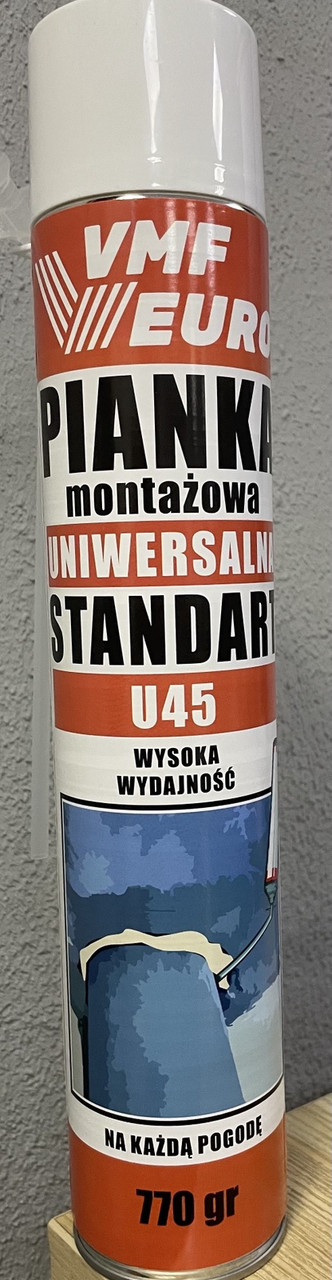 VMF
EURO
PIANKA
montażowa
UNIWERSALNA
STANDART
U45
WYSOKA
WYDAJNOŚĆ
NA KAŻDĄ POGODĘ
770 gr